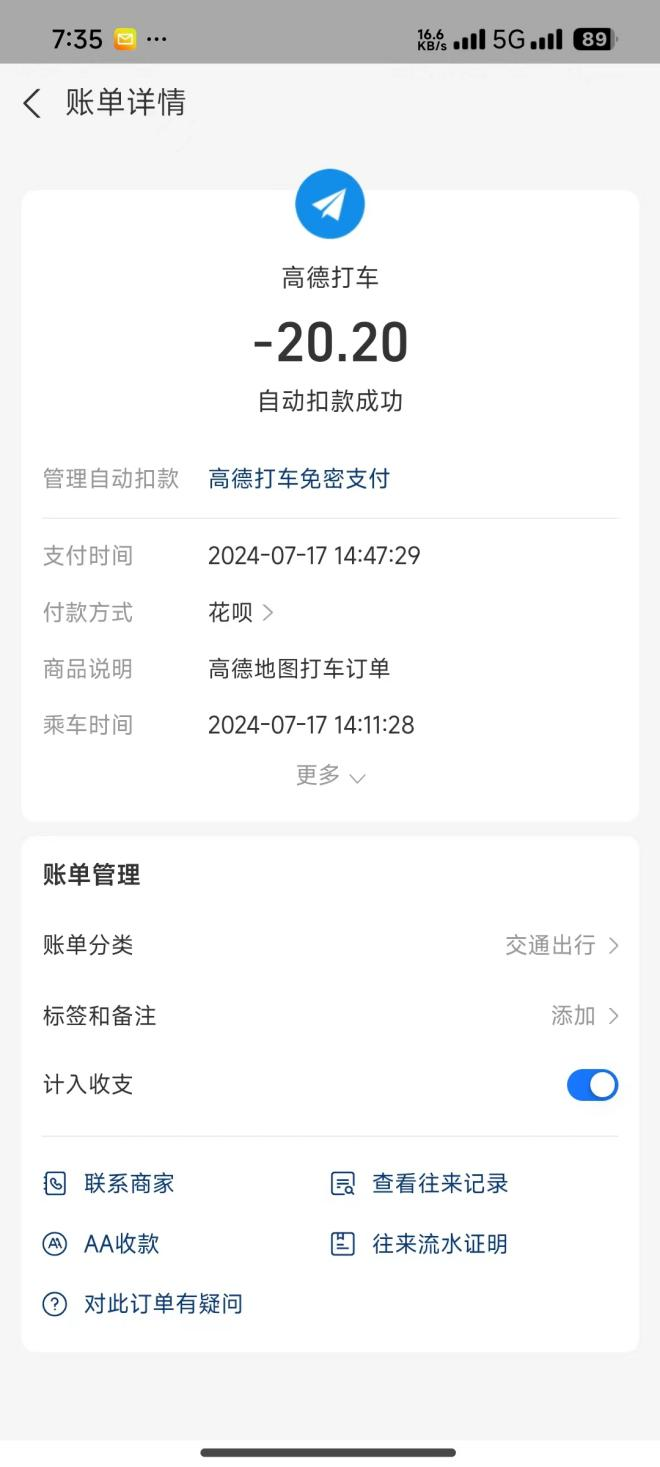 7:35 ··· 16.6 KB/s 5G 89
账单详情
高德打车
-20.20
自动扣款成功
管理自动扣款 高德打车免密支付
支付时间 2024-07-17 14:47:29
付款方式 花呗
商品说明 高德地图打车订单
乘车时间 2024-07-17 14:11:28
更多
账单管理
账单分类 交通出行
标签和备注 添加
计入收支
联系商家 查看往来记录
AA收款 往来流水证明
对此订单有疑问